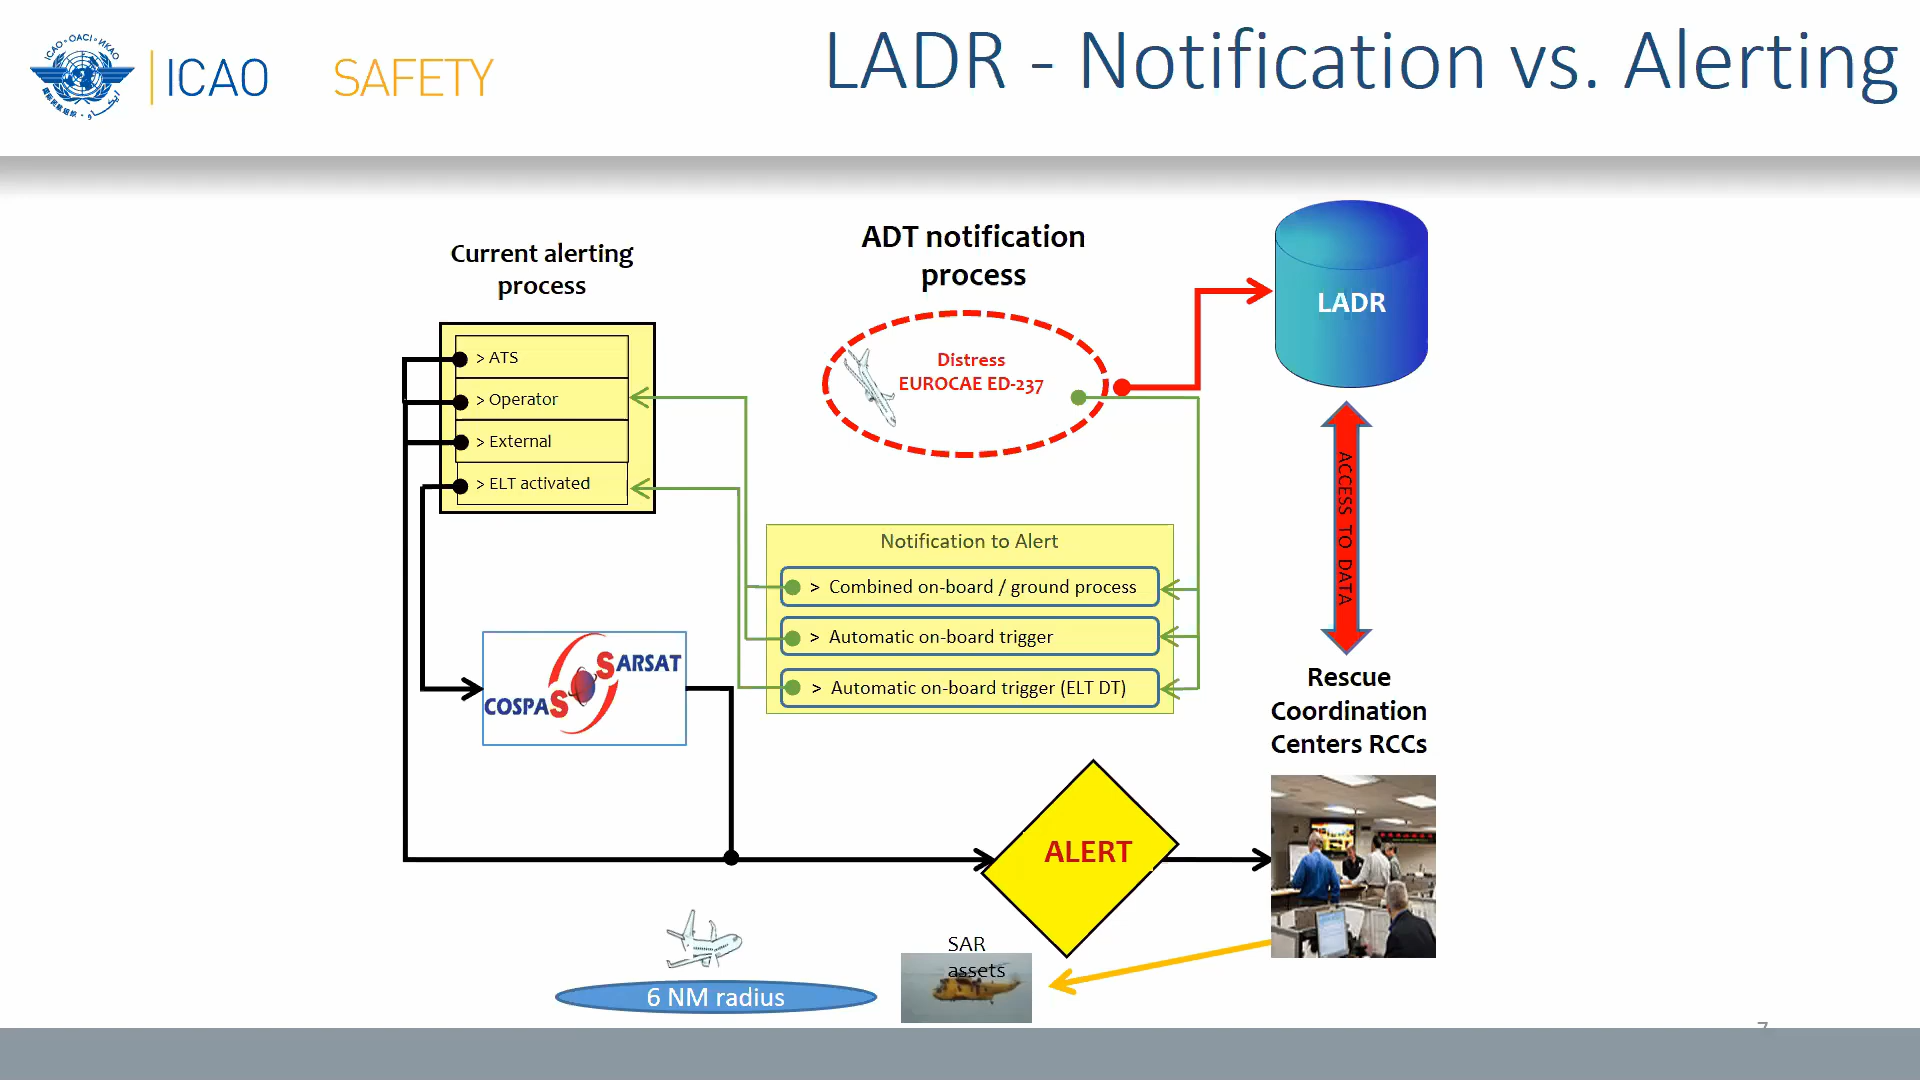 ICAO
SAFETY
LADR - Notification vs. Alerting
Current alerting
process
> ATS
> Operator
> External
> ELT activated
ADT notification
process
Distress
EUROCAE ED-237
LADR
ACCESS TO DATA
Notification to Alert
> Combined on-board / ground process
> Automatic on-board trigger
> Automatic on-board trigger (ELT DT)
COSPAS
SARSAT
Rescue
Coordination
Centers RCCs
ALERT
SAR
assets
6 NM radius